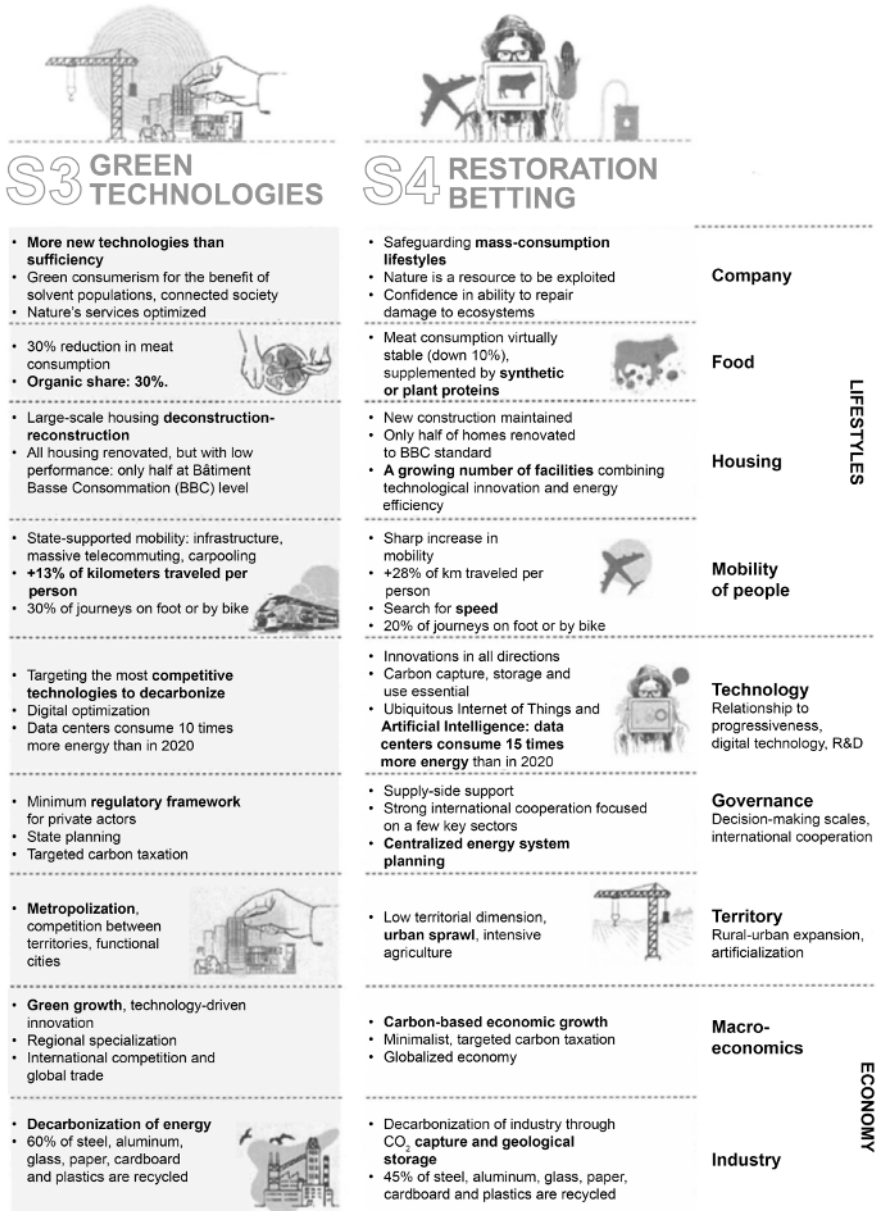 S3 GREEN
TECHNOLOGIES
S4 RESTORATION
BETTING
• More new technologies than
sufficiency
• Green consumerism for the benefit of
solvent populations, connected society
• Nature's services optimized
• Safeguarding mass-consumption
lifestyles
• Nature is a resource to be exploited
• Confidence in ability to repair
damage to ecosystems
Company
• 30% reduction in meat
consumption
• Organic share: 30%.
• Meat consumption virtually
stable (down 10%),
supplemented by synthetic
or plant proteins
Food
• Large-scale housing deconstruction-
reconstruction
• All housing renovated, but with low
performance: only half at Bâtiment
Basse Consommation (BBC) level
• New construction maintained
• Only half of homes renovated
to BBC standard
• A growing number of facilities combining
technological innovation and energy
efficiency
Housing
• State-supported mobility: infrastructure,
massive telecommuting, carpooling
• +13% of kilometers traveled per
person
• 30% of journeys on foot or by bike
• Sharp increase in
mobility
• +28% of km traveled per
person
• Search for speed
• 20% of journeys on foot or by bike
Mobility
of people
LIFESTYLES
• Targeting the most competitive
technologies to decarbonize
• Digital optimization
• Data centers consume 10 times
more energy than in 2020
• Innovations in all directions
• Carbon capture, storage and
use essential
• Ubiquitous Internet of Things and
Artificial Intelligence: data
centers consume 15 times
more energy than in 2020
Technology
Relationship to
progressiveness,
digital technology, R&D
• Minimum regulatory framework
for private actors
• State planning
• Targeted carbon taxation
• Supply-side support
• Strong international cooperation focused
on a few key sectors
• Centralized energy system
planning
Governance
Decision-making scales,
international cooperation
• Metropolization,
competition between
territories, functional
cities
• Low territorial dimension,
urban sprawl, intensive
agriculture
Territory
Rural-urban expansion,
artificialization
• Green growth, technology-driven
innovation
• Regional specialization
• International competition and
global trade
• Carbon-based economic growth
• Minimalist, targeted carbon taxation
• Globalized economy
Macro-
economics
• Decarbonization of energy
• 60% of steel, aluminum,
glass, paper, cardboard
and plastics are recycled
• Decarbonization of industry through
CO₂ capture and geological
storage
• 45% of steel, aluminum, glass, paper,
cardboard and plastics are recycled
Industry
ECONOMY